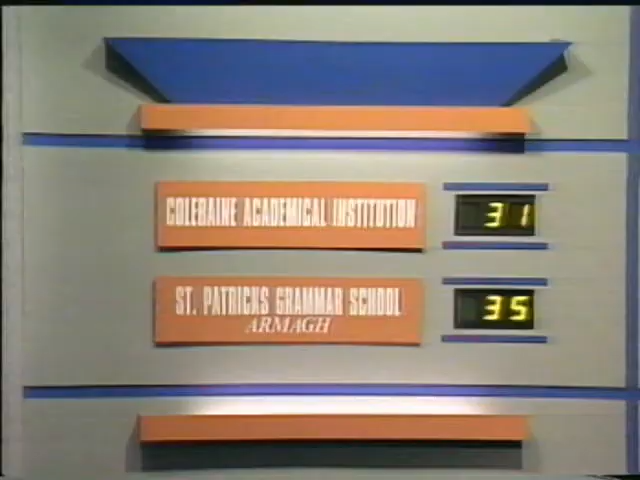 COLERAINE ACADEMICAL INSTITUTION
31
ST. PATRICKS GRAMMAR SCHOOL
ARMAGH
35